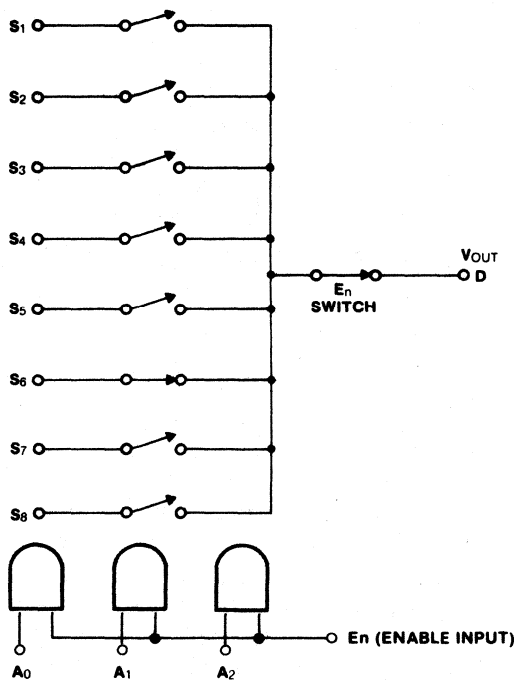 S1
S2
S3
S4
VOUT
D
En
SWITCH
S5
S6
S7
S8
En (ENABLE INPUT)
A0
A1
A2